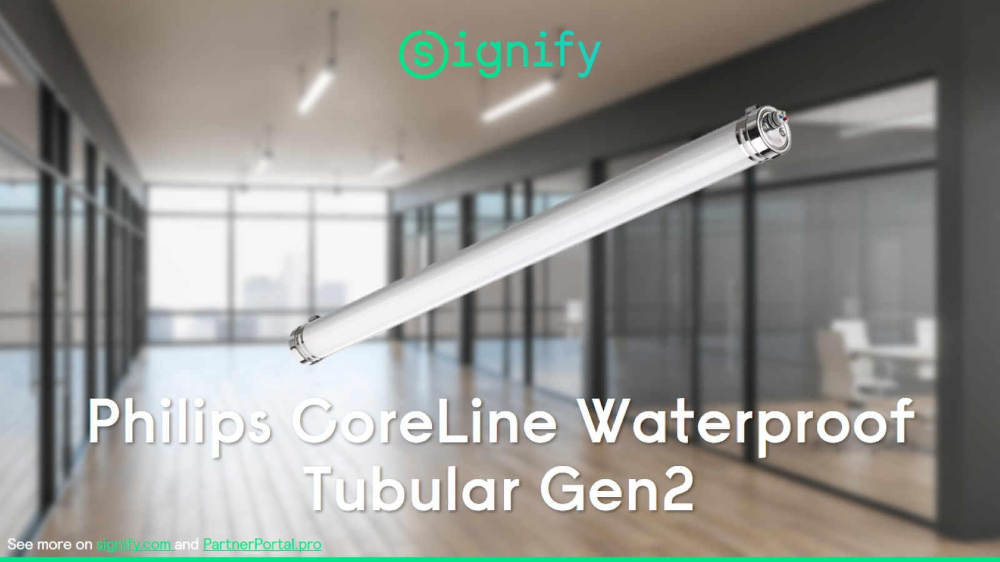 signify
Philips CoreLine Waterproof
Tubular Gen2
See more on signify.com and PartnerPortal.pro